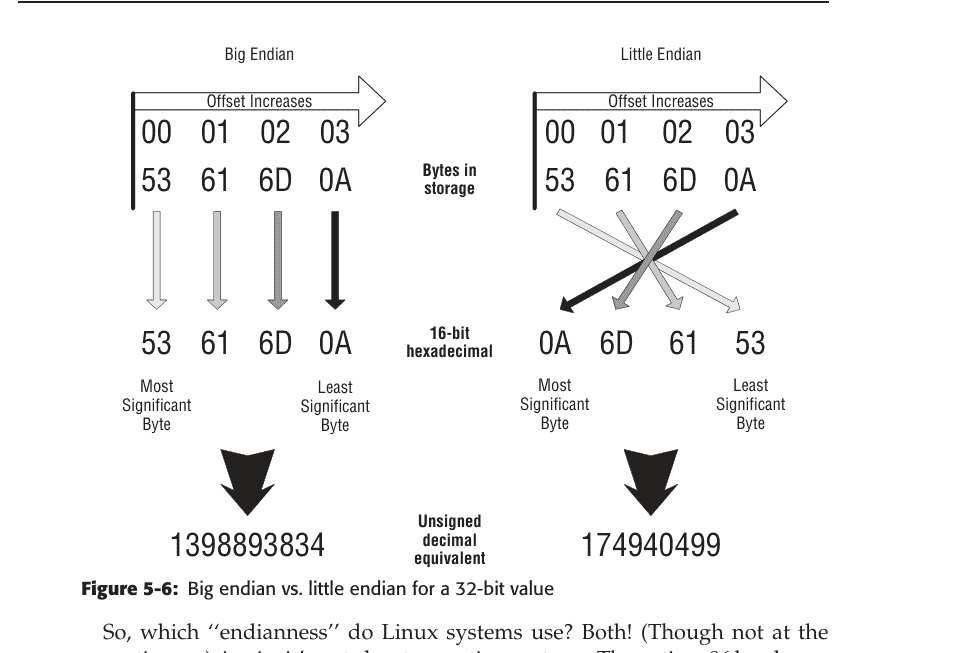 Big Endian
Little Endian
Offset Increases
Offset Increases
00 01 02 03
00 01 02 03
53 61 6D 0A
Bytes in
storage
53 61 6D 0A
53 61 6D 0A
16-bit
hexadecimal
0A 6D 61 53
Most
Significant
Byte
Least
Significant
Byte
Most
Significant
Byte
Least
Significant
Byte
1398893834
Unsigned
decimal
equivalent
174940499
Figure 5-6: Big endian vs. little endian for a 32-bit value
So, which ‘‘endianness’’ do Linux systems use? Both! (Though not at the